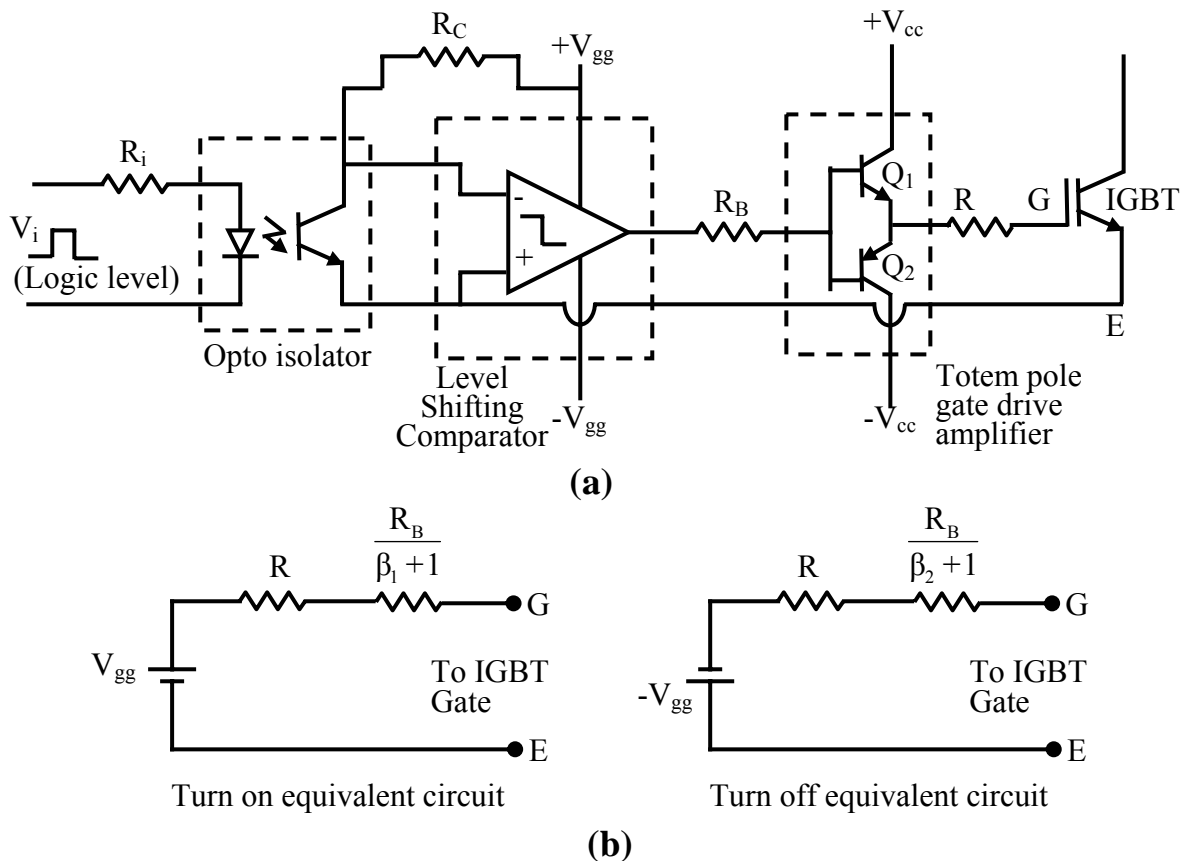 R_C
+V_gg
+V_cc
R_i
Q_1
R_B
R
G
IGBT
V_i
(Logic level)
-
+
Q_2
E
Opto isolator
Level
Shifting
Comparator
-V_gg
-V_cc
Totem pole
gate drive
amplifier
(a)
R
R_B
β_1 +1
G
V_gg
To IGBT
Gate
E
Turn on equivalent circuit
R
R_B
β_2 +1
G
-V_gg
To IGBT
Gate
E
Turn off equivalent circuit
(b)